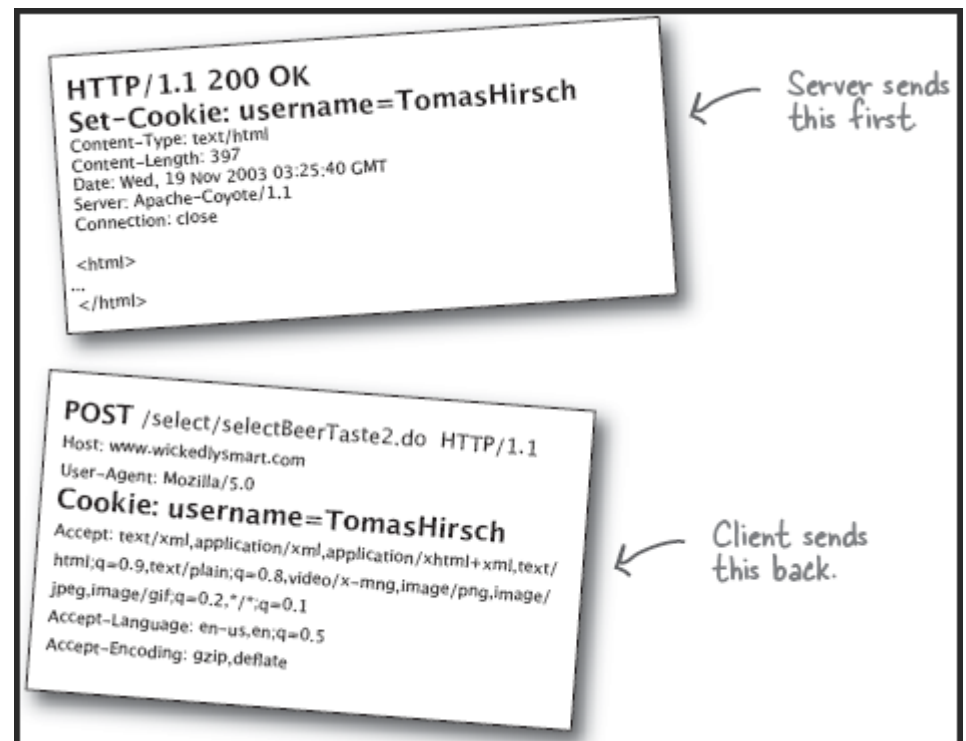 HTTP/1.1 200 OK
Set-Cookie: username=TomasHirsch
Content-Type: text/html
Content-Length: 397
Date: Wed, 19 Nov 2003 03:25:40 GMT
Server: Apache-Coyote/1.1
Connection: close
<html>
...
</html>
Server sends
this first
POST /select/selectBeerTaste2.do HTTP/1.1
Host: www.wickedlysmart.com
User-Agent: Mozilla/5.0
Cookie: username=TomasHirsch
Accept: text/xml,application/xml,application/xhtml+xml,text/
html;q=0.9,text/plain;q=0.8,video/x-mng,image/png,image/
jpeg,image/gif;q=0.2,*/*;q=0.1
Accept-Language: en-us,en;q=0.5
Accept-Encoding: gzip,deflate
Client sends
this back.